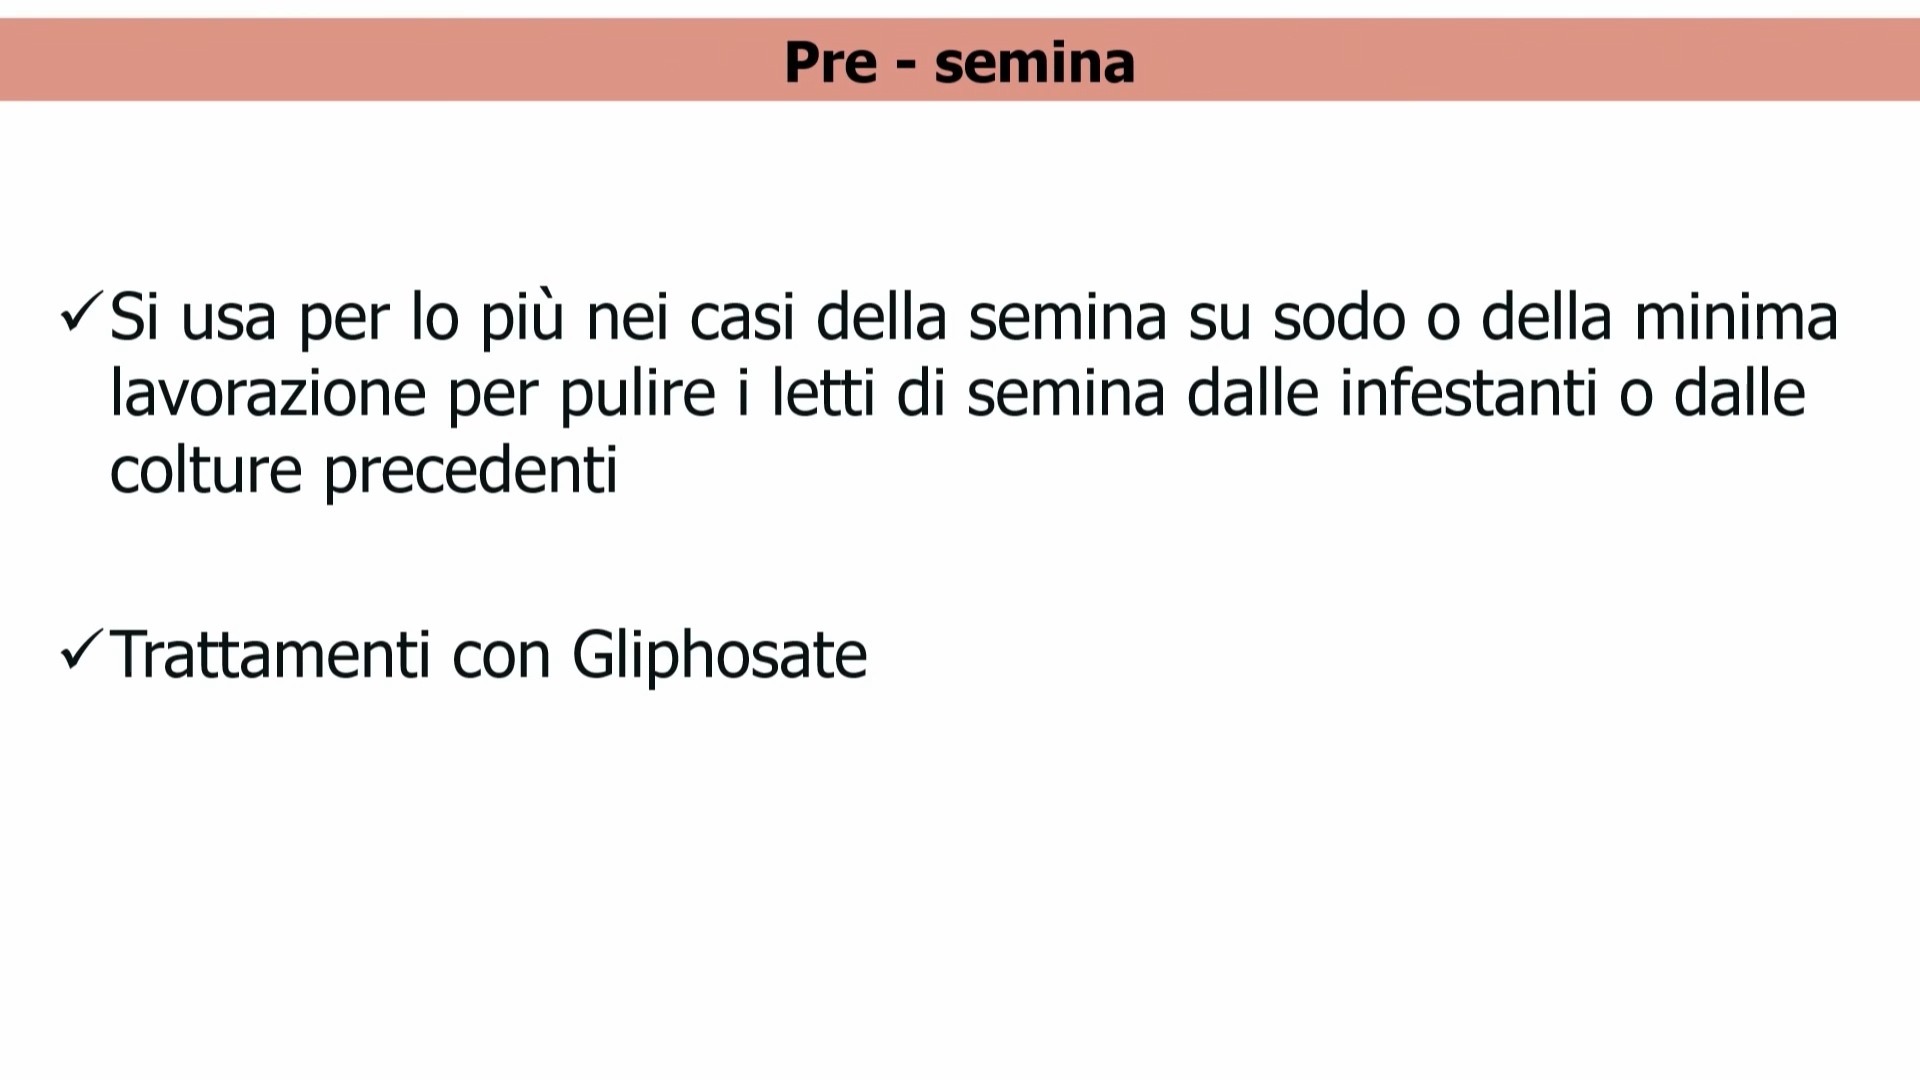 Pre - semina
✓Si usa per lo più nei casi della semina su sodo o della minima
lavorazione per pulire i letti di semina dalle infestanti o dalle
colture precedenti
✓Trattamenti con Gliphosate